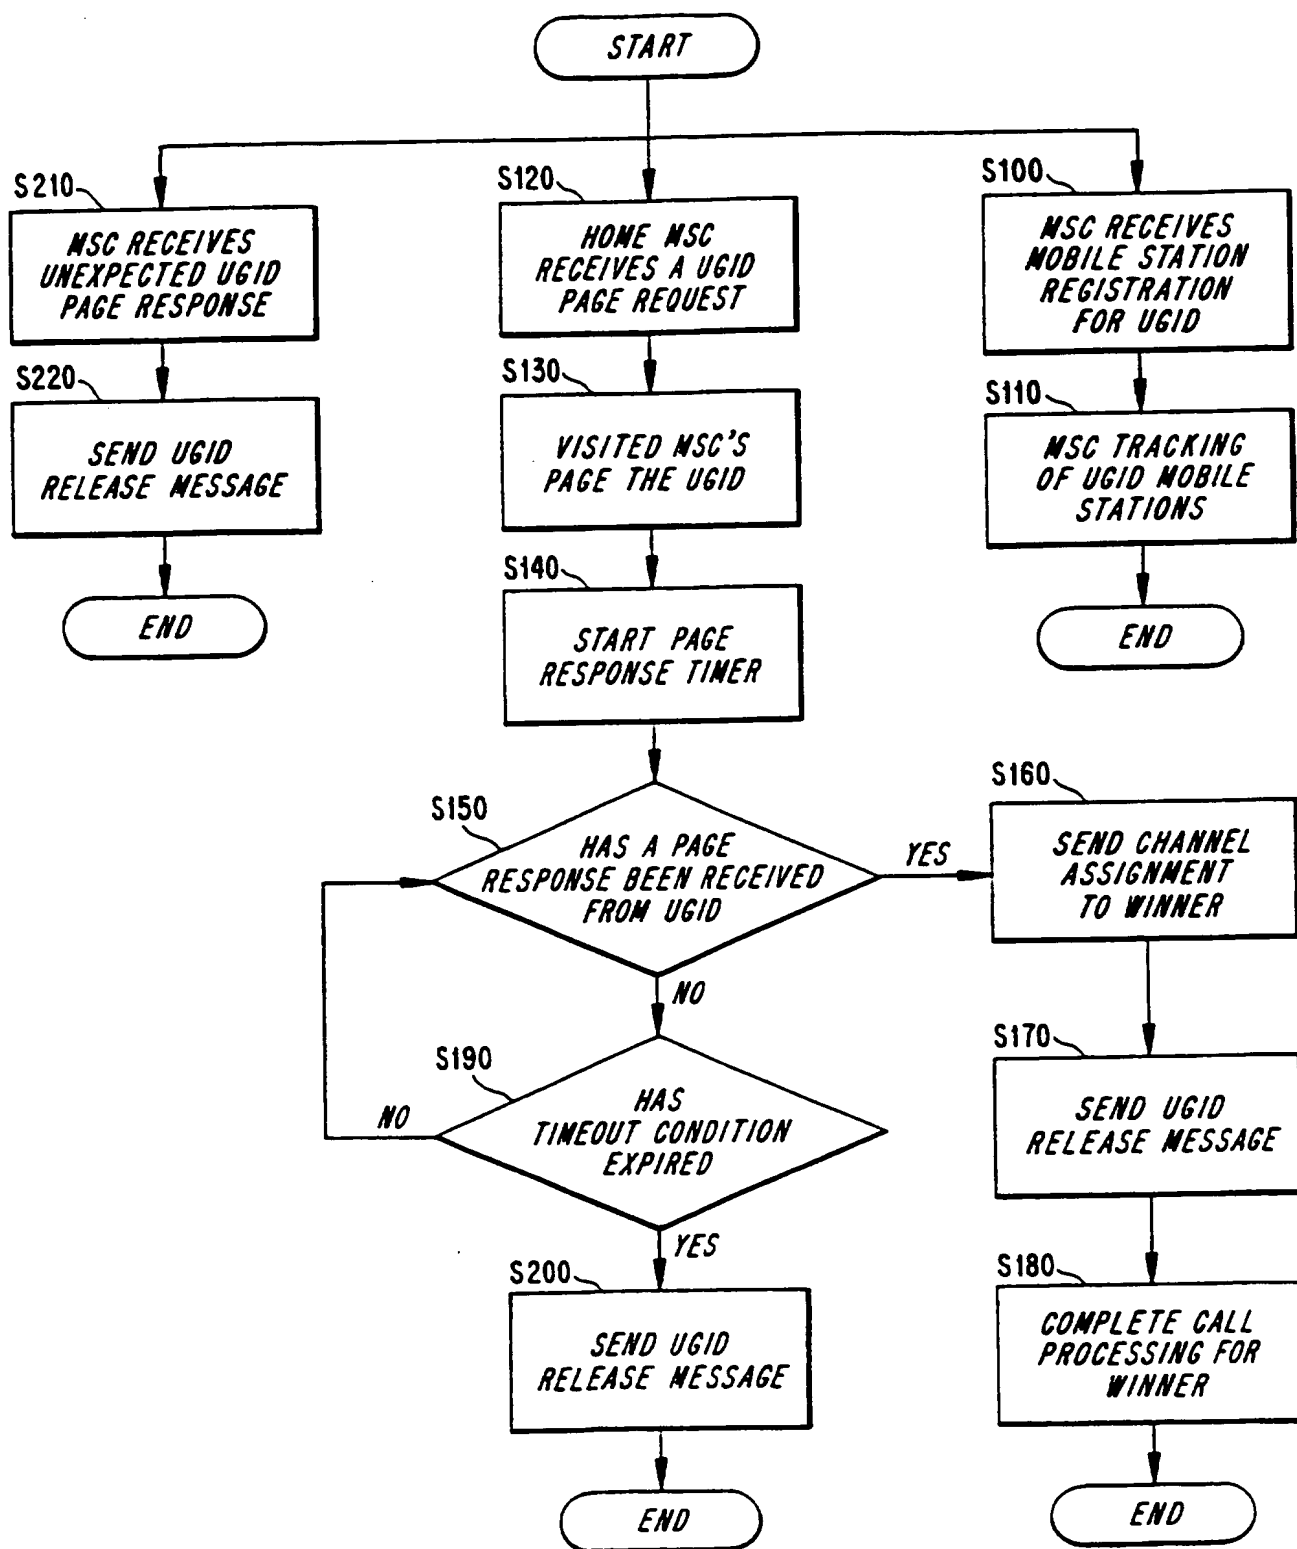 START
S210
MSC RECEIVES
UNEXPECTED UGID
PAGE RESPONSE
S220
SEND UGID
RELEASE MESSAGE
END
S120
HOME MSC
RECEIVES A UGID
PAGE REQUEST
S130
VISITED MSC'S
PAGE THE UGID
S140
START PAGE
RESPONSE TIMER
S100
MSC RECEIVES
MOBILE STATION
REGISTRATION
FOR UGID
S110
MSC TRACKING
OF UGID MOBILE
STATIONS
END
S150
HAS A PAGE
RESPONSE BEEN RECEIVED
FROM UGID
YES
NO
S160
SEND CHANNEL
ASSIGNMENT
TO WINNER
S170
SEND UGID
RELEASE MESSAGE
S180
COMPLETE CALL
PROCESSING FOR
WINNER
END
S190
HAS
TIMEOUT CONDITION
EXPIRED
NO
YES
S200
SEND UGID
RELEASE MESSAGE
END